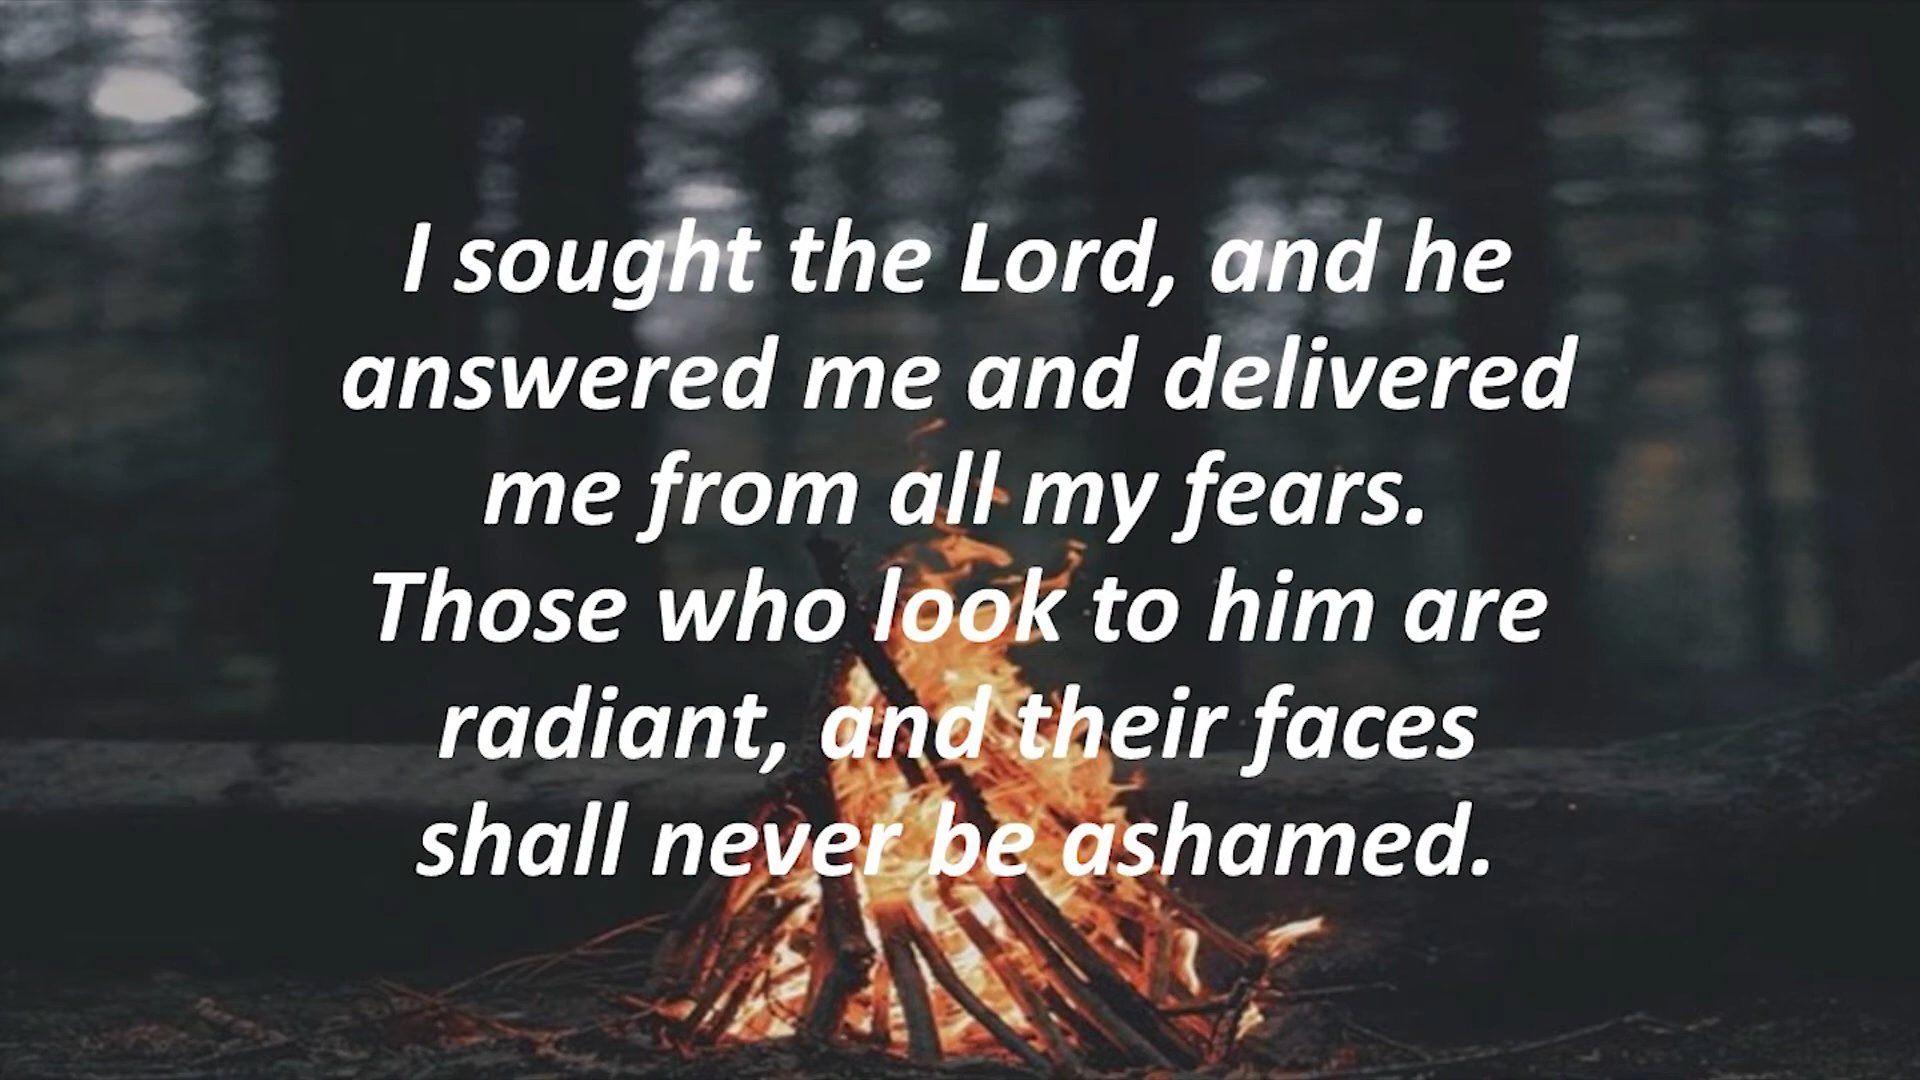 I sought the Lord, and he
answered me and delivered
me from all my fears.
Those who look to him are
radiant, and their faces
shall never be ashamed.